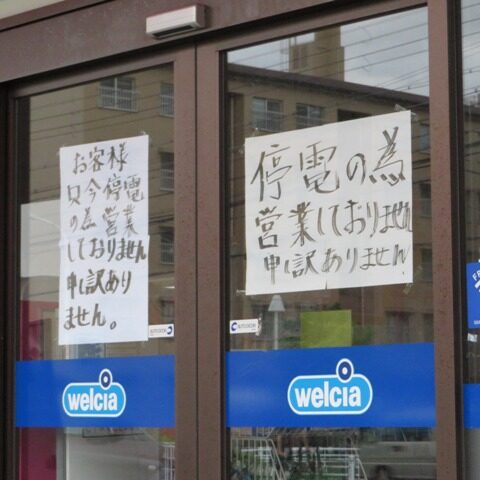 お客様
只今停電
の為営業
しておりません
申し訳あり
ません。
停電の為
営業しておりません
申し訳ありません
welcia
welcia